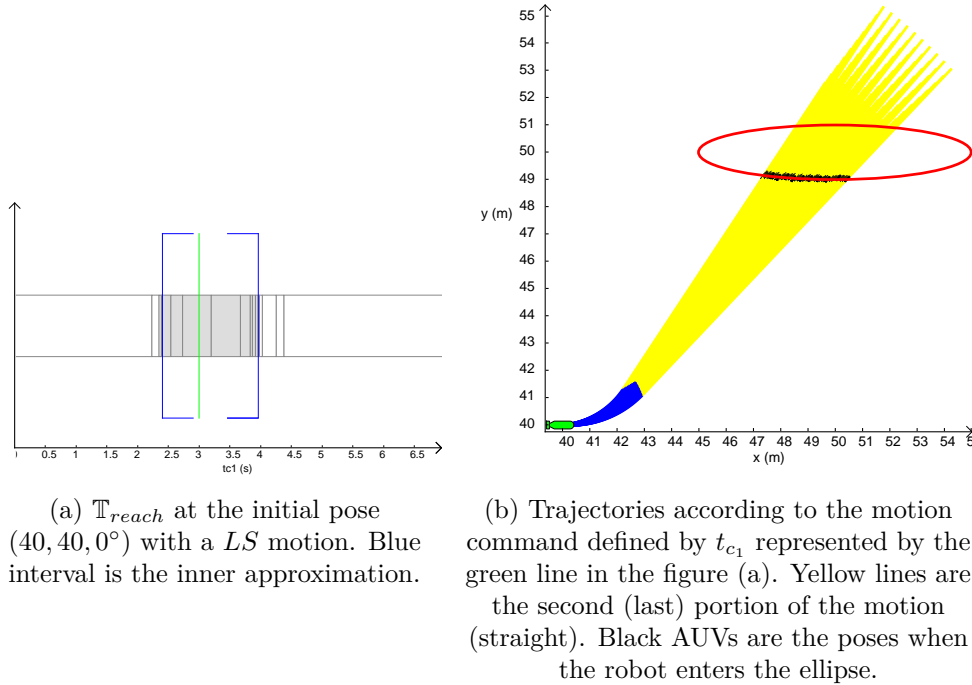 55
54
53
52
51
50
49
48
y (m)
47
46
45
44
43
42
41
40
40 41 42 43 44 45 46 47 48 49 50 51 52 53 54 5
x (m)
0.5 1 1.5 2 2.5 3 3.5 4 4.5 5 5.5 6 6.5
tc1 (s)
(a) 𝕋_{reach} at the initial pose
(40, 40, 0°) with a LS motion. Blue
interval is the inner approximation.
(b) Trajectories according to the motion
command defined by t_{c_1} represented by the
green line in the figure (a). Yellow lines are
the second (last) portion of the motion
(straight). Black AUVs are the poses when
the robot enters the ellipse.